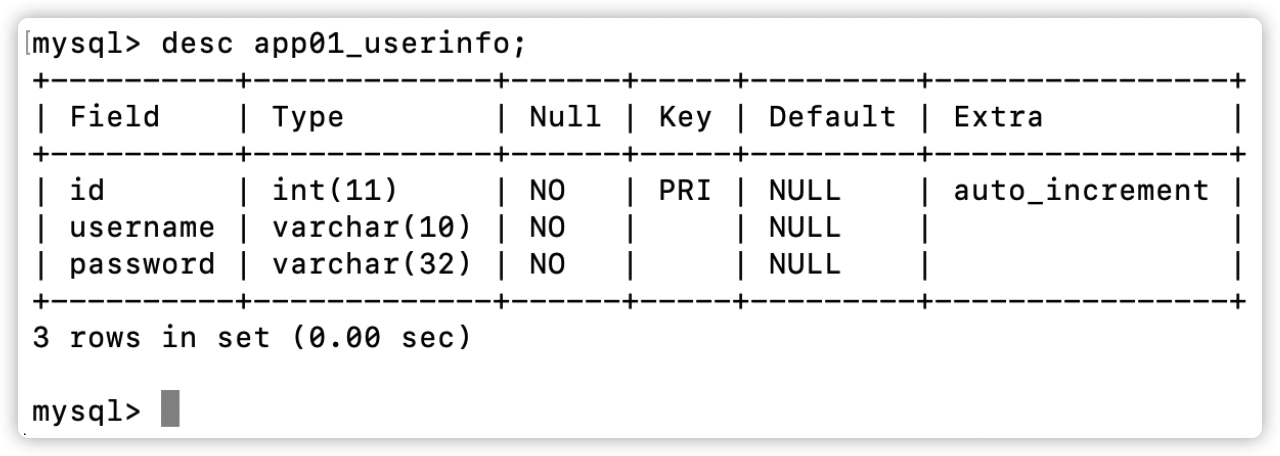 mysql> desc app01_userinfo;
+----------+-------------+------+-----+---------+----------------+
| Field    | Type        | Null | Key | Default | Extra          |
+----------+-------------+------+-----+---------+----------------+
| id       | int(11)     | NO   | PRI | NULL    | auto_increment |
| username | varchar(10) | NO   |     | NULL    |                |
| password | varchar(32) | NO   |     | NULL    |                |
+----------+-------------+------+-----+---------+----------------+
3 rows in set (0.00 sec)
mysql>